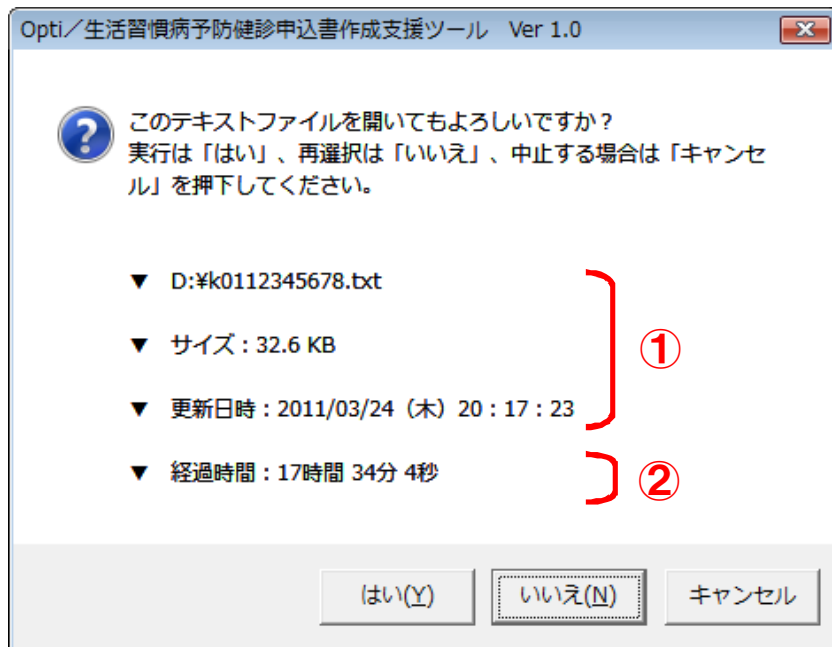 Opti／生活習慣病予防健診申込書作成支援ツール Ver 1.0
このテキストファイルを開いてもよろしいですか？
実行は「はい」、再選択は「いいえ」、中止する場合は「キャンセ
ル」を押下してください。
▼ D:¥k0112345678.txt
▼ サイズ：32.6 KB
①
▼ 更新日時：2011/03/24（木）20：17：23
▼ 経過時間：17時間 34分 4秒
②
はい(Y) いいえ(N) キャンセル